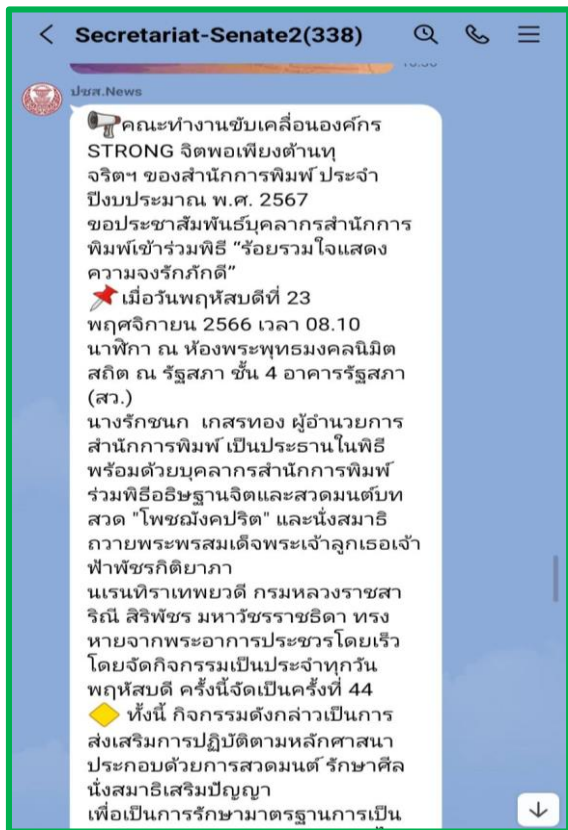 Secretariat-Senate2(338)
ปชส.News
คณะทำงานขับเคลื่อนองค์กร
STRONG จิตพอเพียงต้านทุ
จริตฯ ของสำนักการพิมพ์ ประจำ
ปีงบประมาณ พ.ศ. 2567
ขอประชาสัมพันธ์บุคลากรสำนักการ
พิมพ์เข้าร่วมพิธี “ร้อยรวมใจแสดง
ความจงรักภักดี”
เมื่อวันพฤหัสบดีที่ 23
พฤศจิกายน 2566 เวลา 08.10
นาฬิกา ณ ห้องพระพุทธมงคลนิมิต
สถิต ณ รัฐสภา ชั้น 4 อาคารรัฐสภา
(สว.)
นางรักชนก เกสรทอง ผู้อำนวยการ
สำนักการพิมพ์ เป็นประธานในพิธี
พร้อมด้วยบุคลากรสำนักการพิมพ์
ร่วมพิธีอธิษฐานจิตและสวดมนต์บท
สวด "โพชฌังคปริต" และนั่งสมาธิ
ถวายพระพรสมเด็จพระเจ้าลูกเธอเจ้า
ฟ้าพัชรกิติยาภา
นเรนทิราเทพยวดี กรมหลวงราชสา
ริณี สิริพัชร มหาวัชรราชธิดา ทรง
หายจากพระอาการประชวรโดยเร็ว
โดยจัดกิจกรรมเป็นประจำทุกวัน
พฤหัสบดี ครั้งนี้จัดเป็นครั้งที่ 44
ทั้งนี้ กิจกรรมดังกล่าวเป็นการ
ส่งเสริมการปฏิบัติตามหลักศาสนา
ประกอบด้วยการสวดมนต์ รักษาศีล
นั่งสมาธิเสริมปัญญา
เพื่อเป็นการรักษามาตรฐานการเป็น